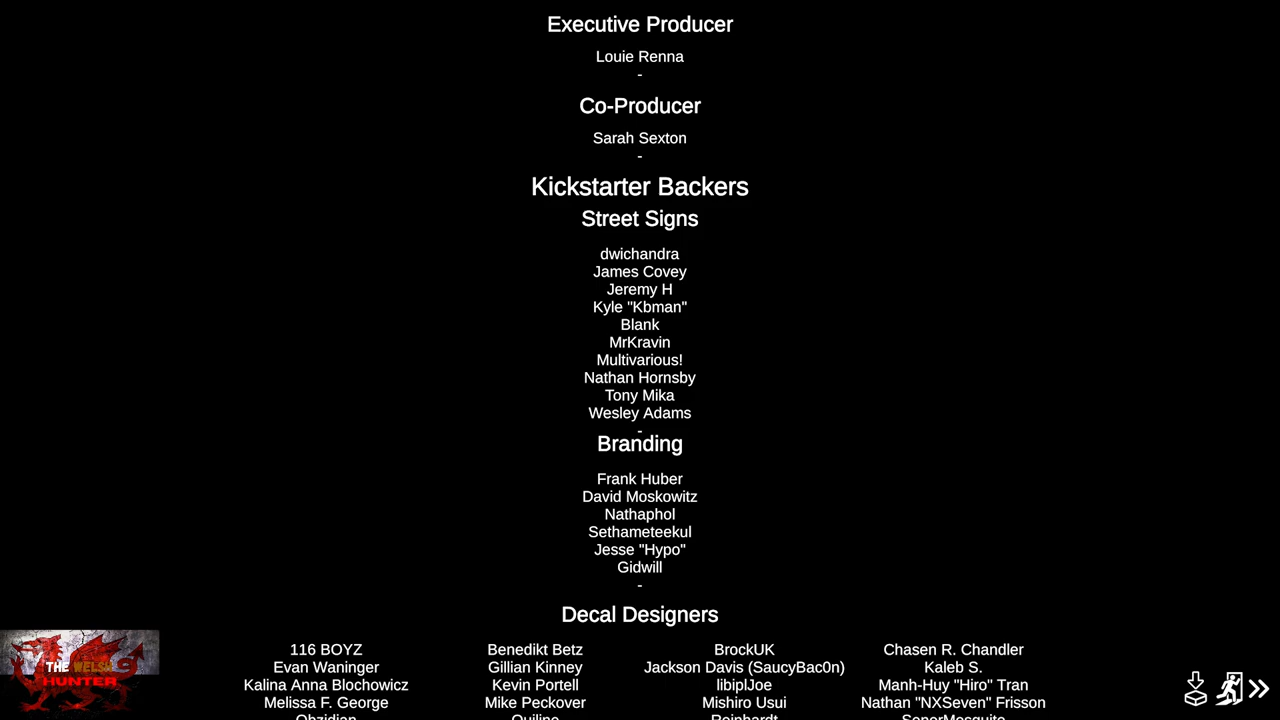 Executive Producer
Louie Renna
-
Co-Producer
Sarah Sexton
-
Kickstarter Backers
Street Signs
dwichandra
James Covey
Jeremy H
Kyle "Kbman"
Blank
MrKravin
Multivarious!
Nathan Hornsby
Tony Mika
Wesley Adams
-
Branding
Frank Huber
David Moskowitz
Nathaphol
Sethameteekul
Jesse "Hypo"
Gidwill
-
Decal Designers
116 BOYZ Benedikt Betz BrockUK Chasen R. Chandler
Evan Waninger Gillian Kinney Jackson Davis (SaucyBac0n) Kaleb S.
Kalina Anna Blochowicz Kevin Portell libiplJoe Manh-Huy "Hiro" Tran
Melissa F. George Mike Peckover Mishiro Usui Nathan "NXSeven" Frisson
Obzidian Quiline Reinhardt SonorMosquito
THE WELSH
HUNTER